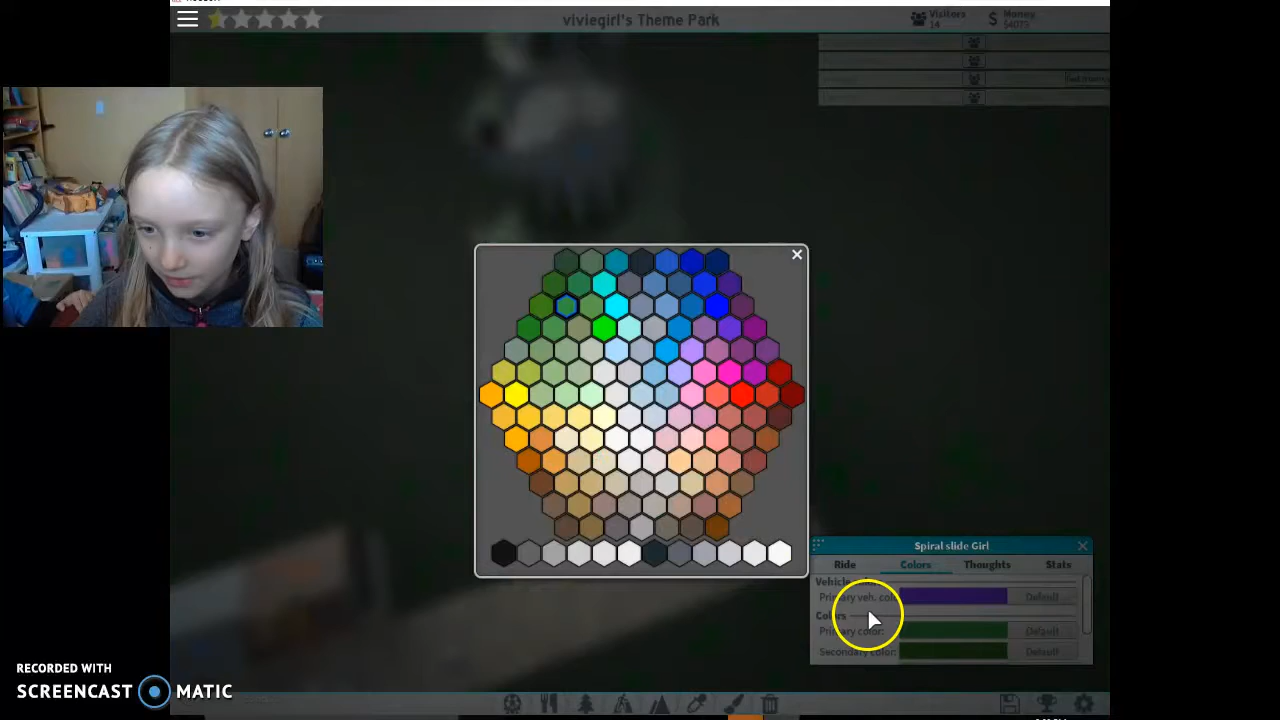 viviegirl's Theme Park
Visitors
14
$ Money
$4075
Spiral slide Girl
Ride Colors Thoughts Stats
Vehicle
Primary veh. color Default
Colors
Primary color: Default
Secondary color: Default
RECORDED WITH
SCREENCAST MATIC